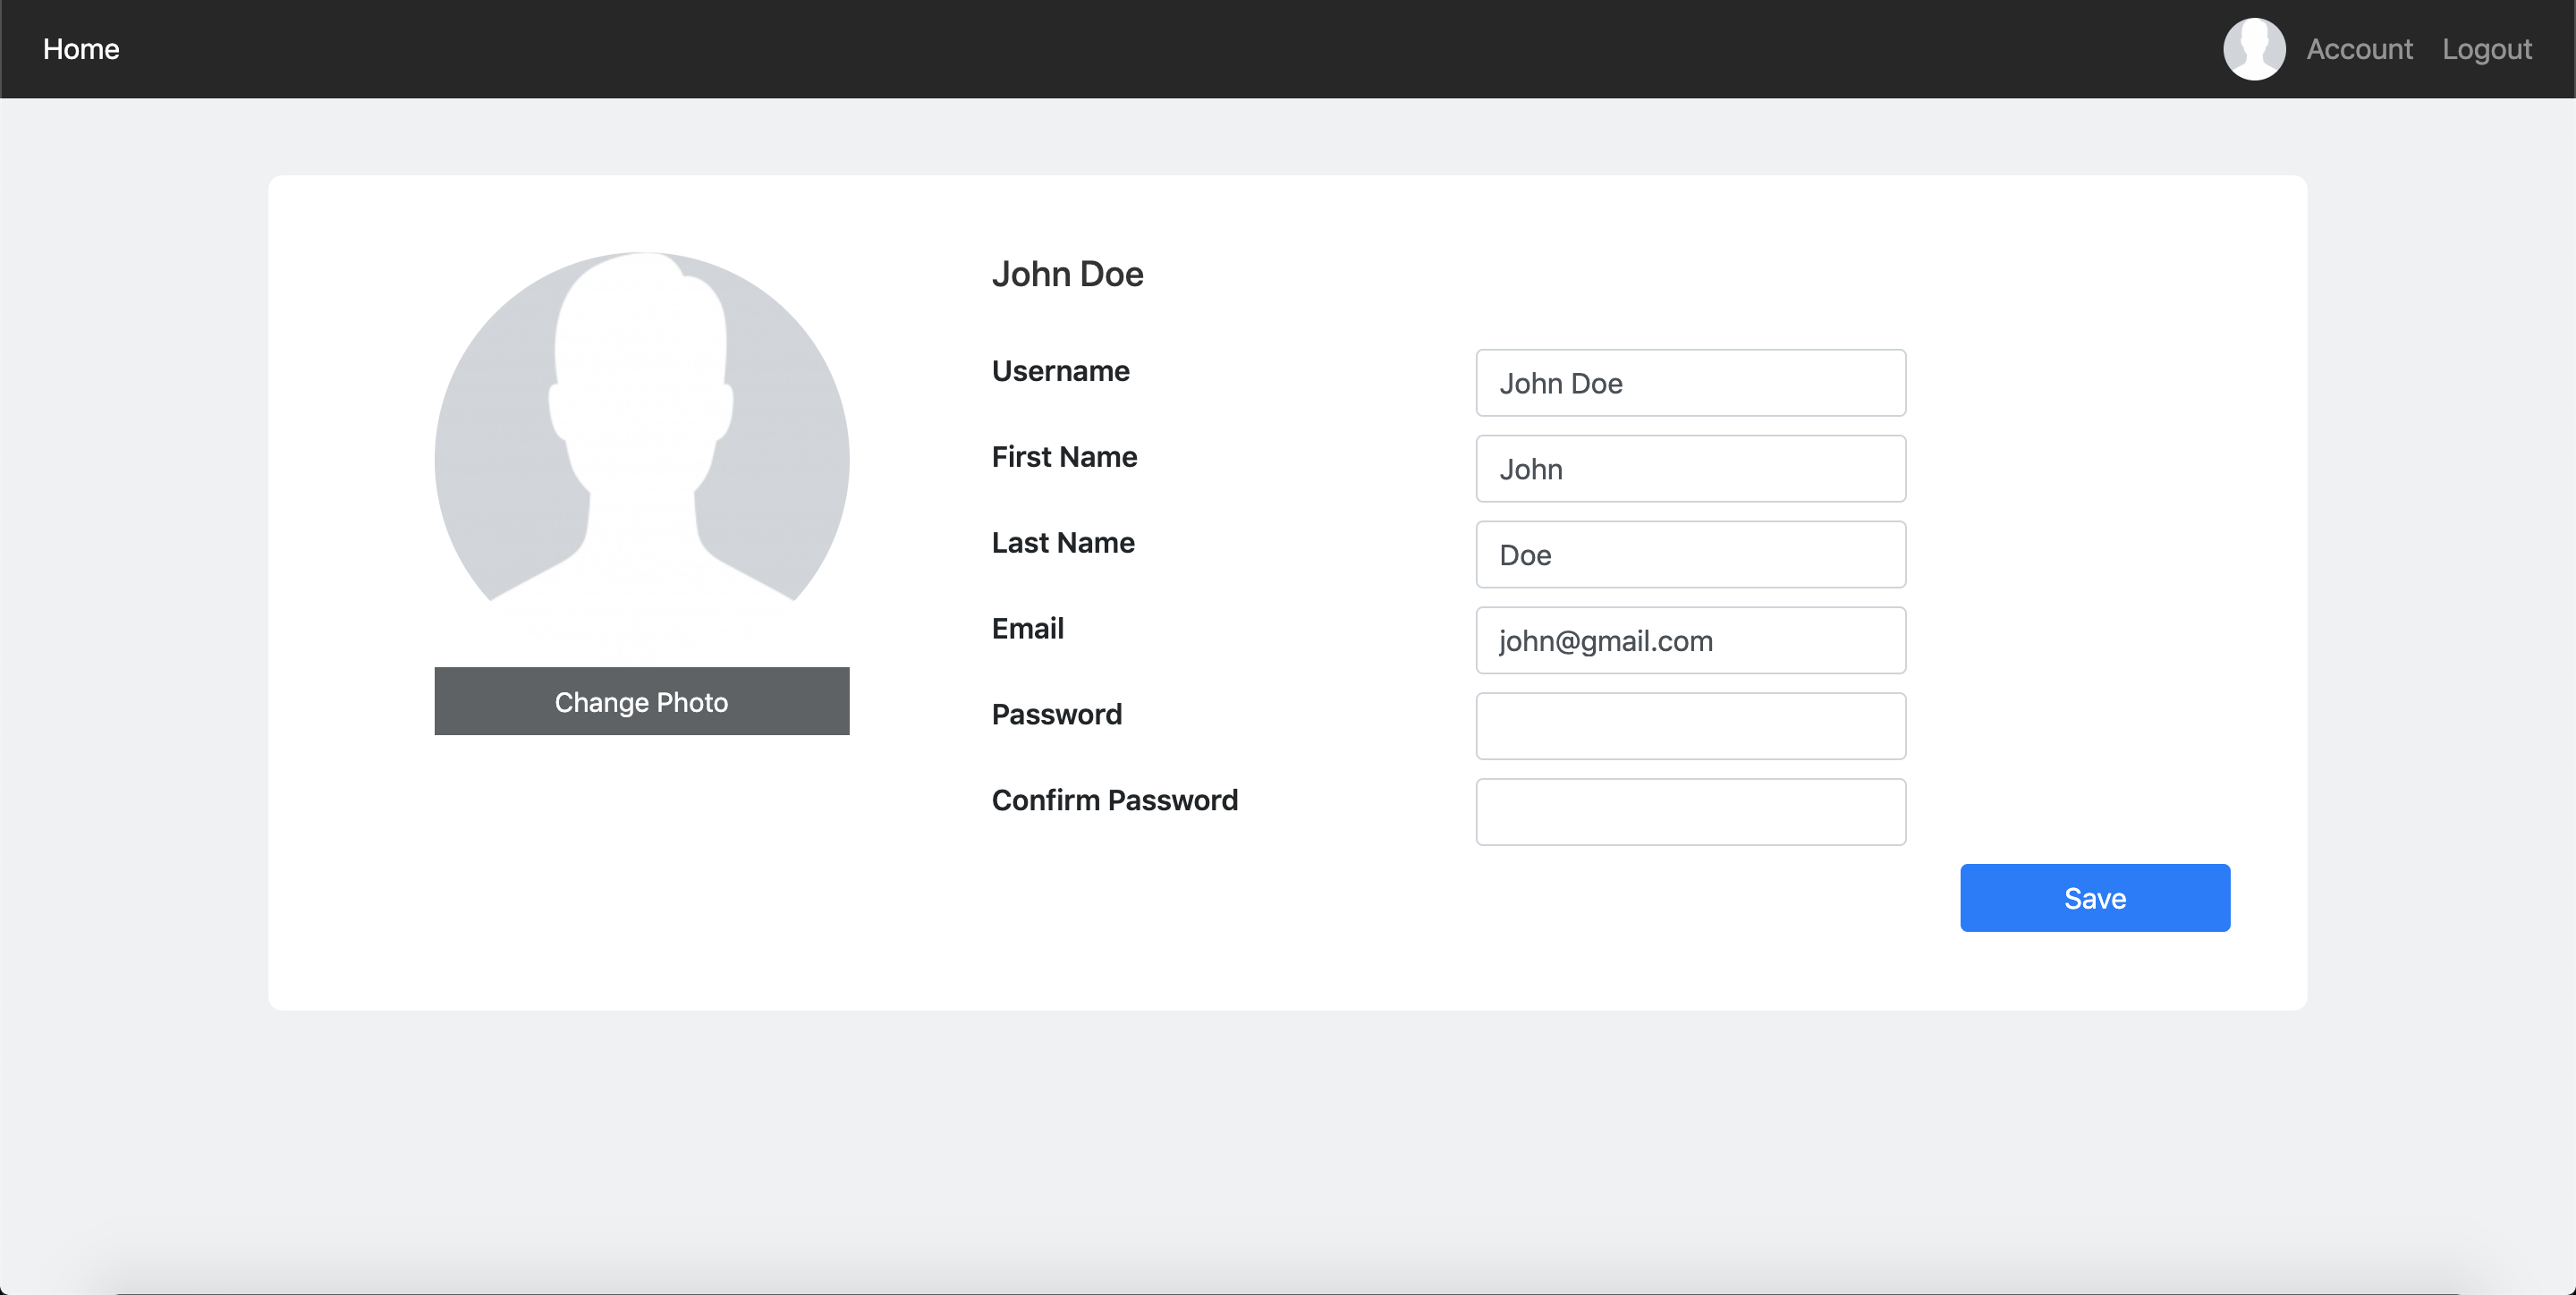 Home Account Logout
John Doe
Username John Doe
First Name John
Last Name Doe
Email john@gmail.com
Change Photo
Password
Confirm Password
Save